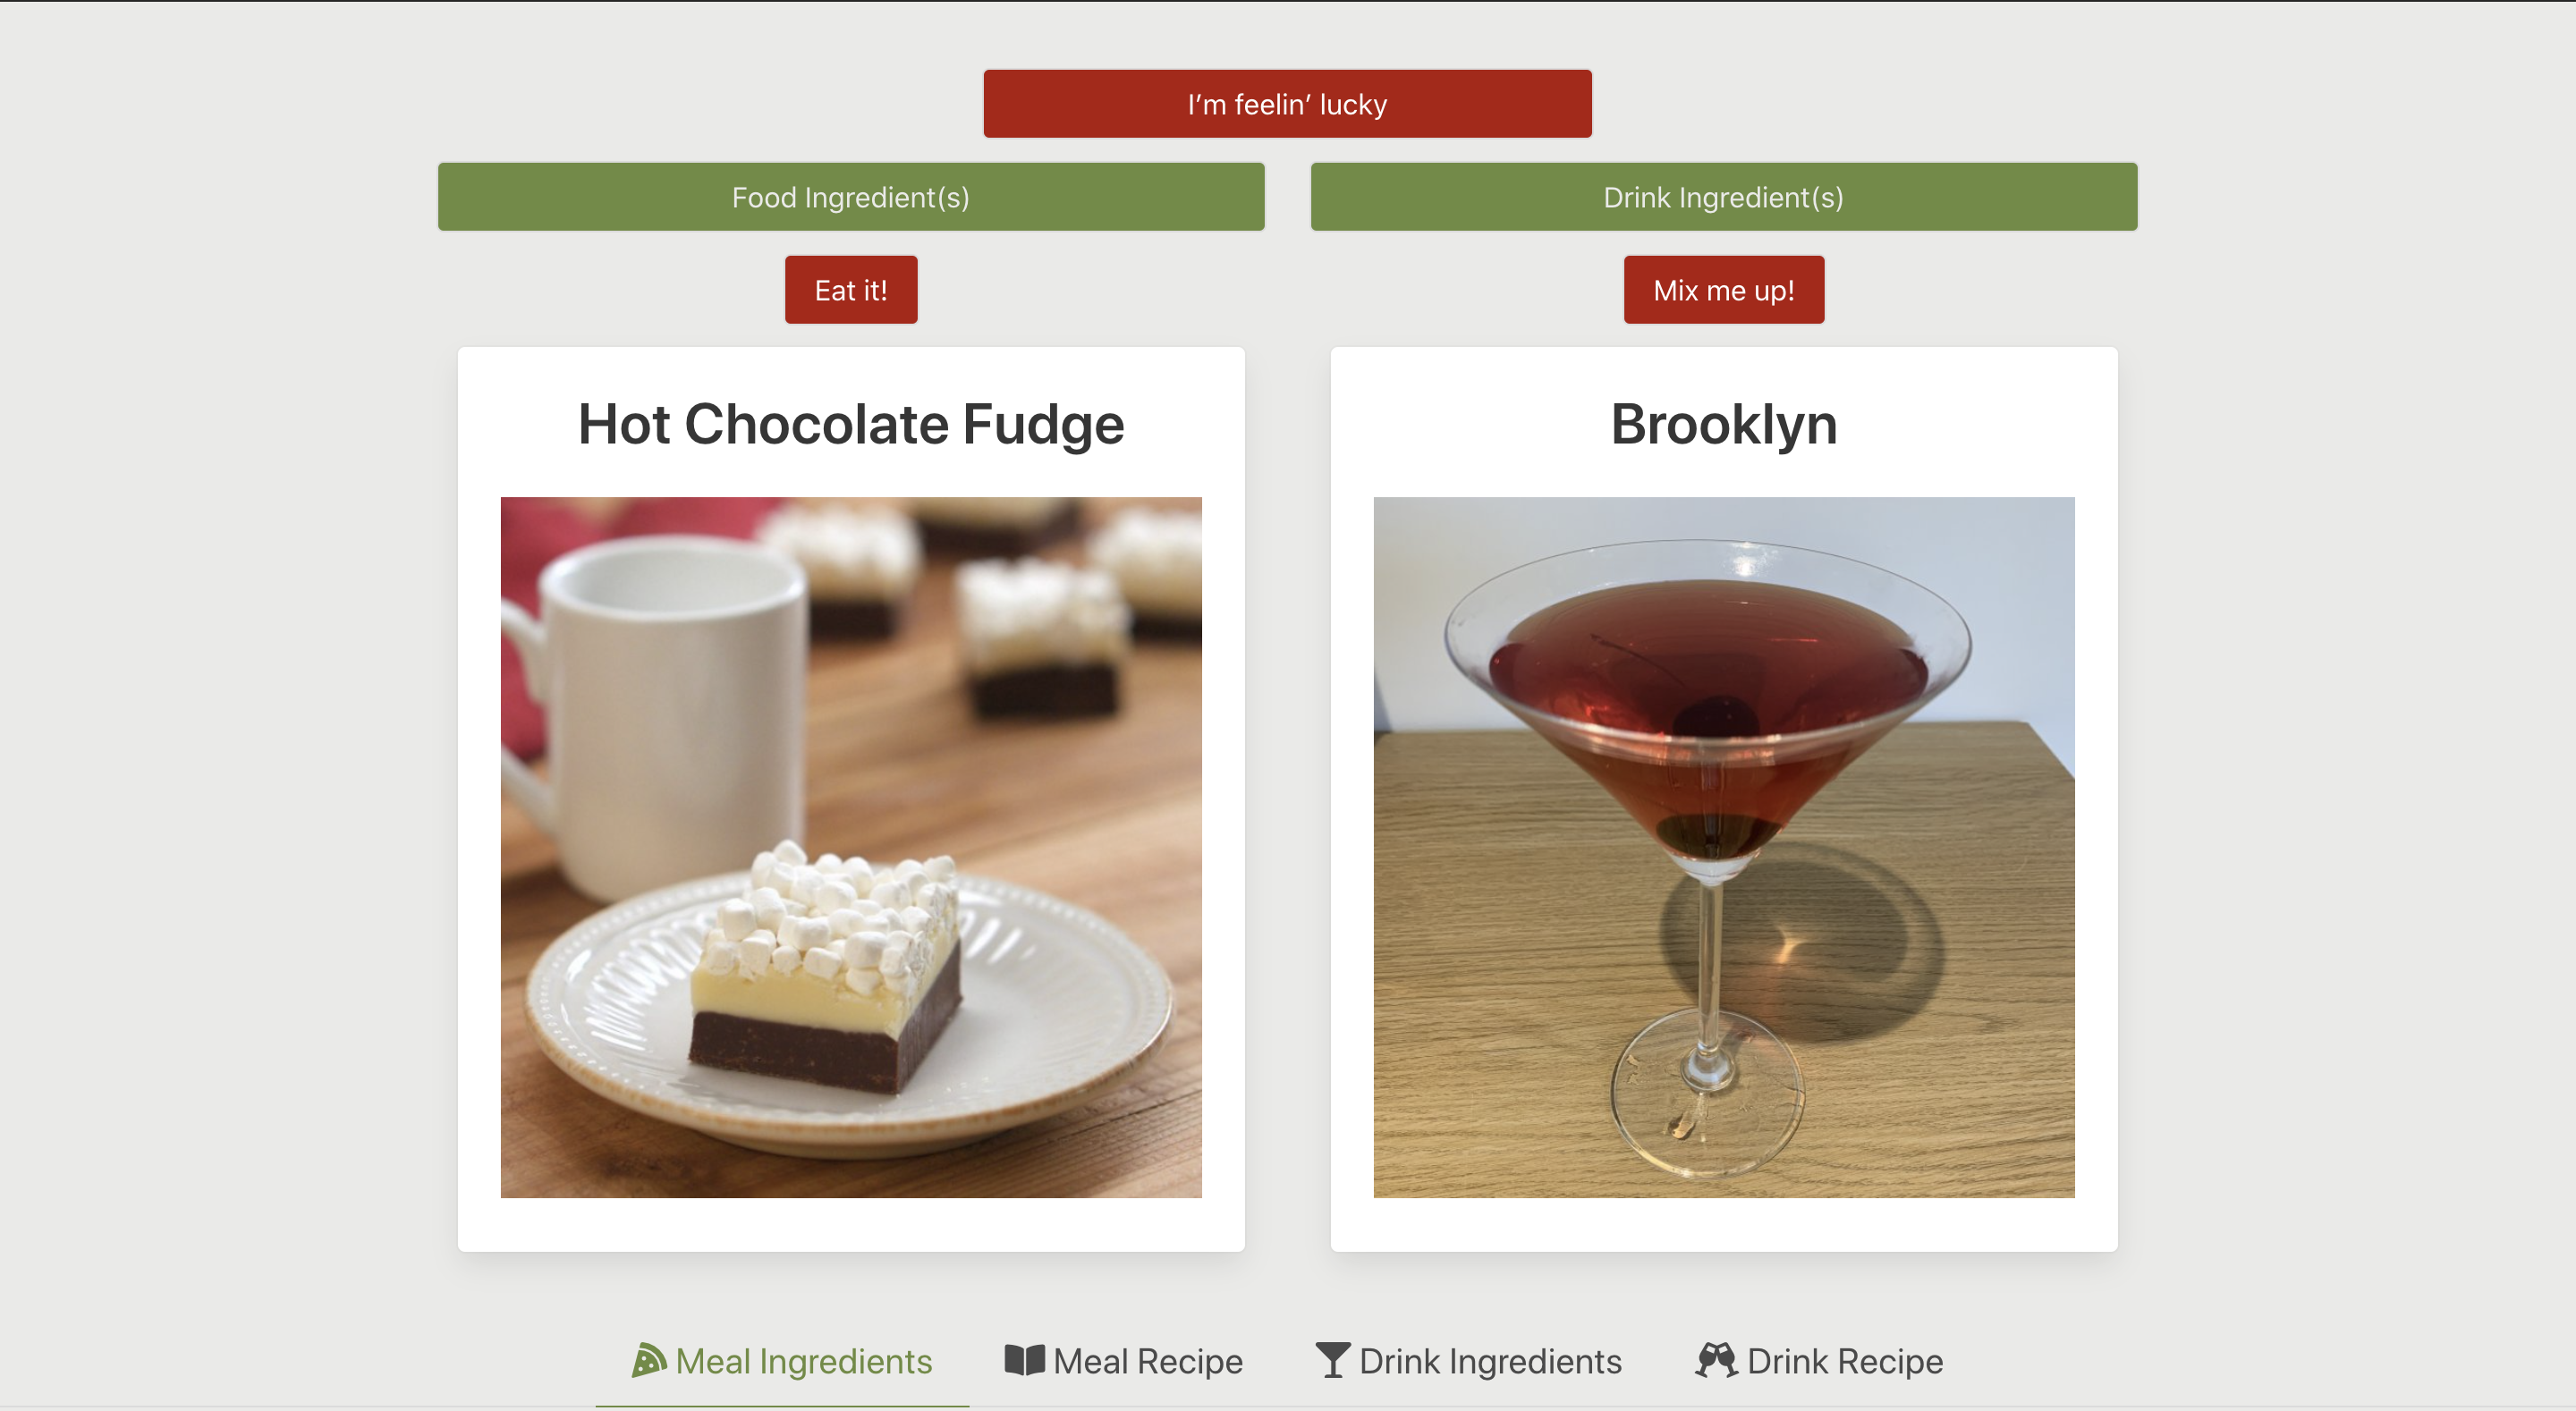 I’m feelin’ lucky
Food Ingredient(s)
Drink Ingredient(s)
Eat it!
Mix me up!
Hot Chocolate Fudge
Brooklyn
Meal Ingredients
Meal Recipe
Drink Ingredients
Drink Recipe